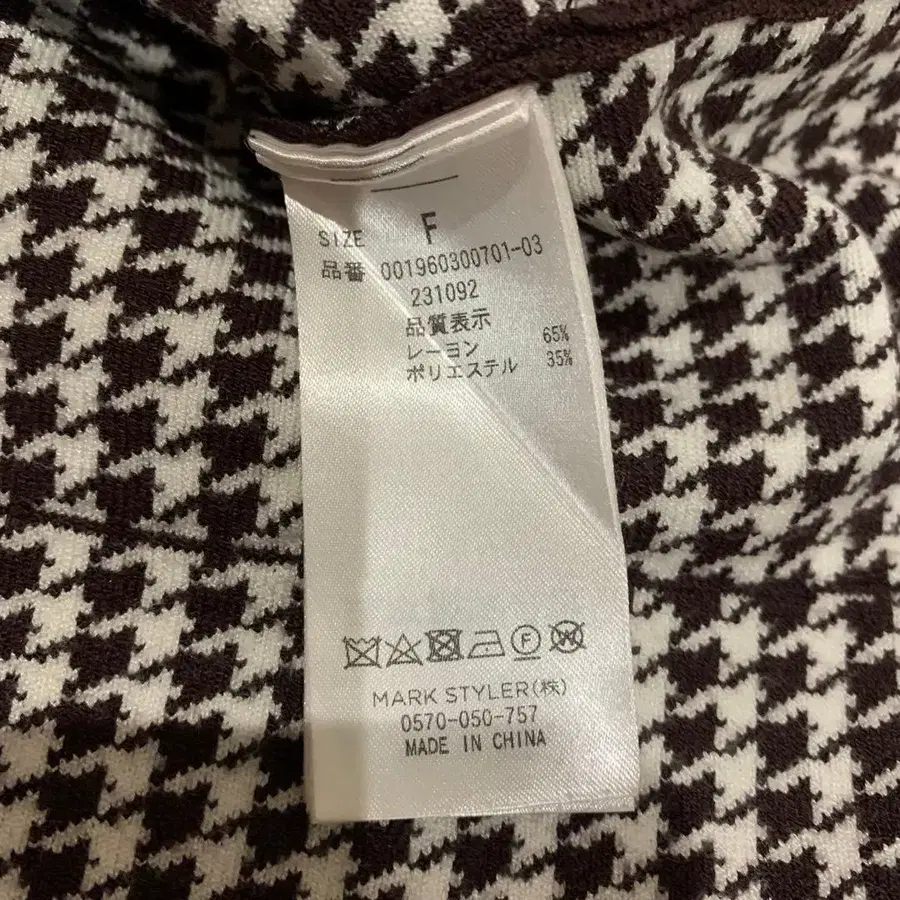 SIZE F
品番 001960300701-03
231092
品質表示
レーヨン 65%
ポリエステル 35%
F W
MARK STYLER(株)
0570-050-757
MADE IN CHINA